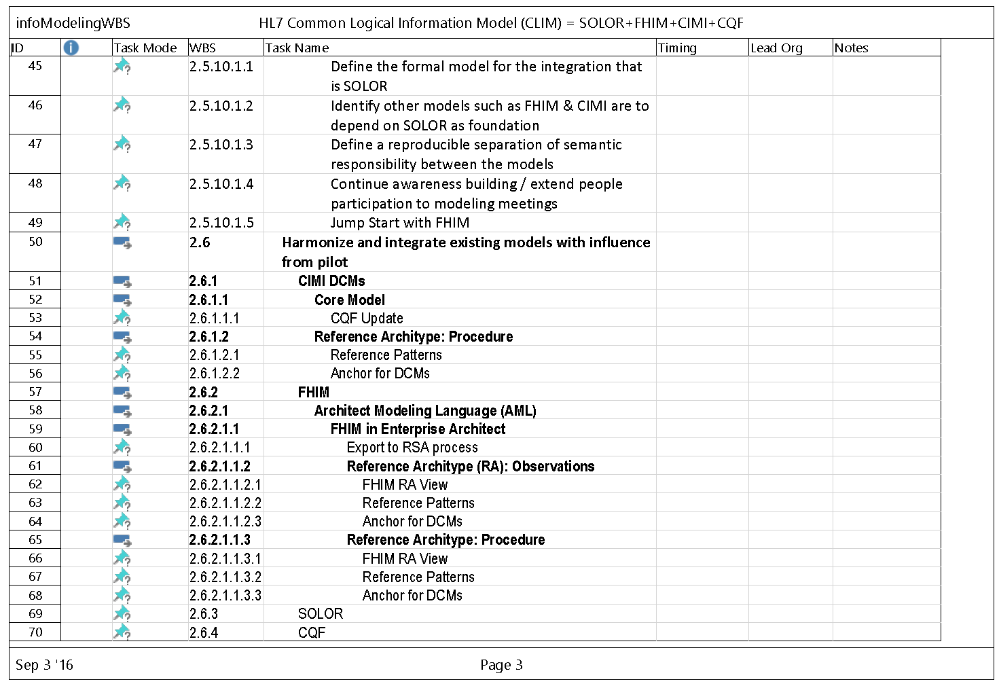 infoModelingWBS HL7 Common Logical Information Model (CLIM) = SOLOR+FHIM+CIMI+CQF
ID Task Mode WBS Task Name Timing Lead Org Notes
45 2.5.10.1.1 Define the formal model for the integration that
is SOLOR
46 2.5.10.1.2 Identify other models such as FHIM & CIMI are to
depend on SOLOR as foundation
47 2.5.10.1.3 Define a reproducible separation of semantic
responsibility between the models
48 2.5.10.1.4 Continue awareness building / extend people
participation to modeling meetings
49 2.5.10.1.5 Jump Start with FHIM
50 2.6 Harmonize and integrate existing models with influence
from pilot
51 2.6.1 CIMI DCMs
52 2.6.1.1 Core Model
53 2.6.1.1.1 CQF Update
54 2.6.1.2 Reference Architype: Procedure
55 2.6.1.2.1 Reference Patterns
56 2.6.1.2.2 Anchor for DCMs
57 2.6.2 FHIM
58 2.6.2.1 Architect Modeling Language (AML)
59 2.6.2.1.1 FHIM in Enterprise Architect
60 2.6.2.1.1.1 Export to RSA process
61 2.6.2.1.1.2 Reference Architype (RA): Observations
62 2.6.2.1.1.2.1 FHIM RA View
63 2.6.2.1.1.2.2 Reference Patterns
64 2.6.2.1.1.2.3 Anchor for DCMs
65 2.6.2.1.1.3 Reference Architype: Procedure
66 2.6.2.1.1.3.1 FHIM RA View
67 2.6.2.1.1.3.2 Reference Patterns
68 2.6.2.1.1.3.3 Anchor for DCMs
69 2.6.3 SOLOR
70 2.6.4 CQF
Sep 3 '16 Page 3